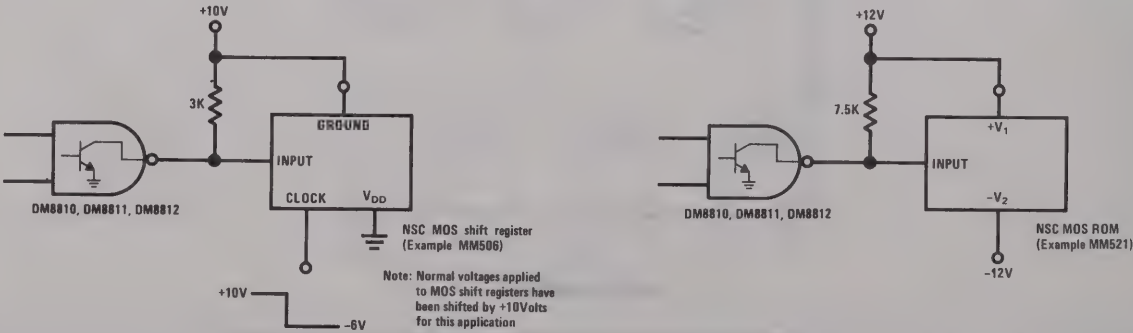 +10V
3K
GROUND
INPUT
CLOCK
VDD
DM8810, DM8811, DM8812
NSC MOS shift register
(Example MM506)
Note: Normal voltages applied
to MOS shift registers have
been shifted by +10Volts
for this application
+10V
-6V
+12V
7.5K
+V1
INPUT
-V2
DM8810, DM8811, DM8812
NSC MOS ROM
(Example MM521)
-12V